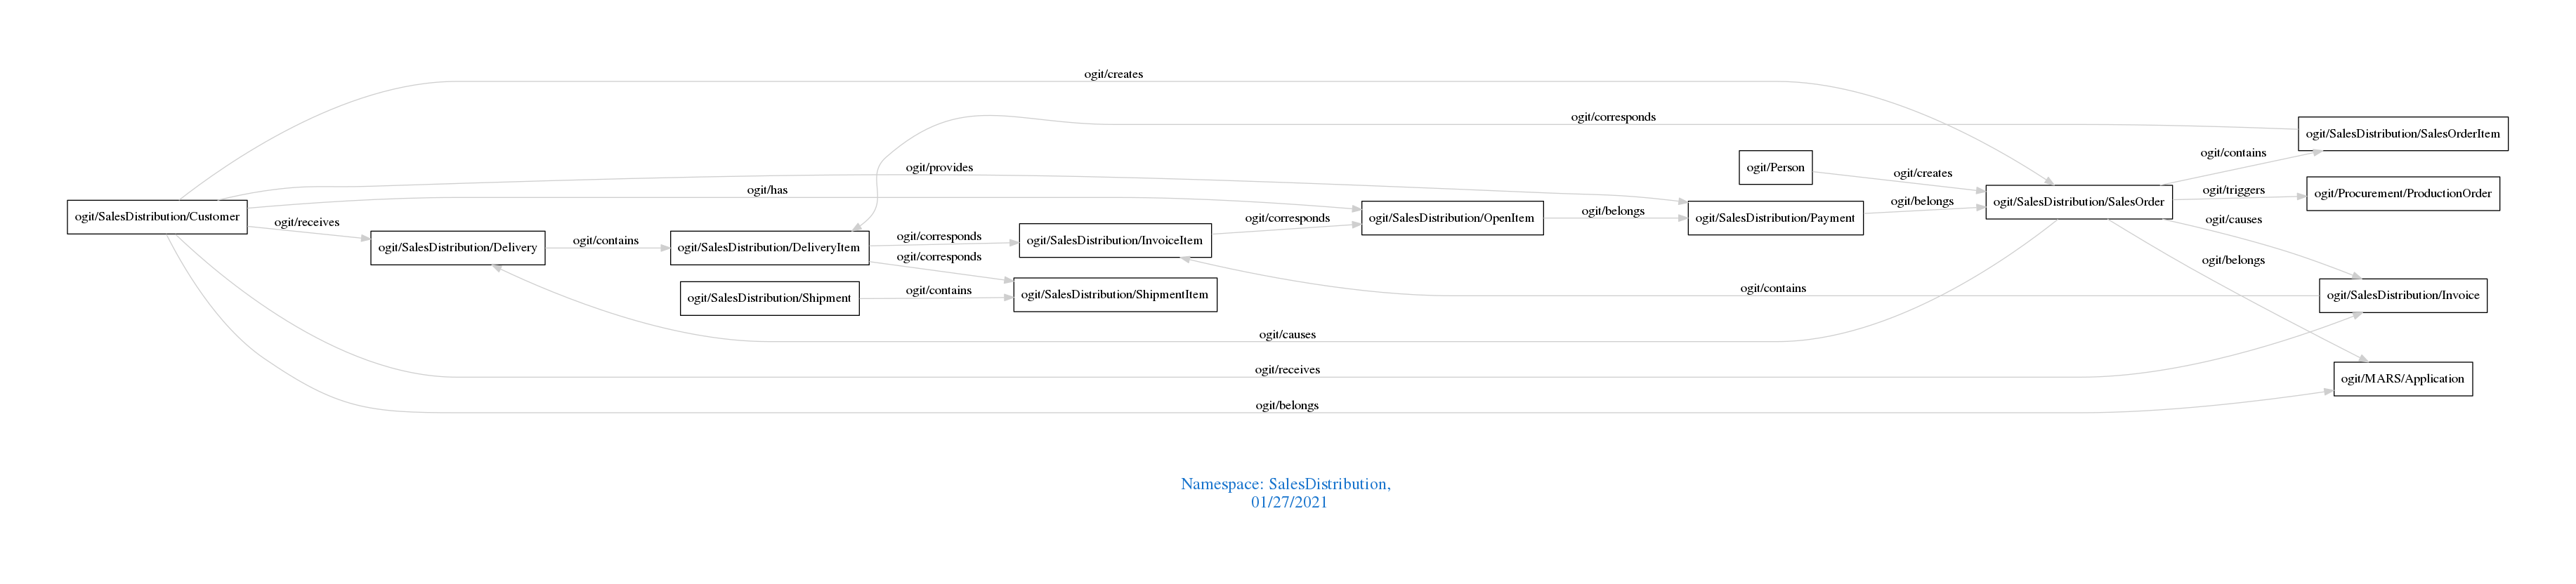 ogit/creates
ogit/corresponds
ogit/SalesDistribution/SalesOrderItem
ogit/contains
ogit/provides
ogit/Person
ogit/creates
ogit/has
ogit/triggers
ogit/Procurement/ProductionOrder
ogit/SalesDistribution/Customer
ogit/receives
ogit/corresponds
ogit/SalesDistribution/OpenItem
ogit/belongs
ogit/SalesDistribution/Payment
ogit/belongs
ogit/SalesDistribution/SalesOrder
ogit/causes
ogit/SalesDistribution/Delivery
ogit/contains
ogit/SalesDistribution/DeliveryItem
ogit/corresponds
ogit/SalesDistribution/InvoiceItem
ogit/corresponds
ogit/belongs
ogit/SalesDistribution/Shipment
ogit/contains
ogit/SalesDistribution/ShipmentItem
ogit/contains
ogit/SalesDistribution/Invoice
ogit/causes
ogit/receives
ogit/MARS/Application
ogit/belongs
Namespace: SalesDistribution,
01/27/2021